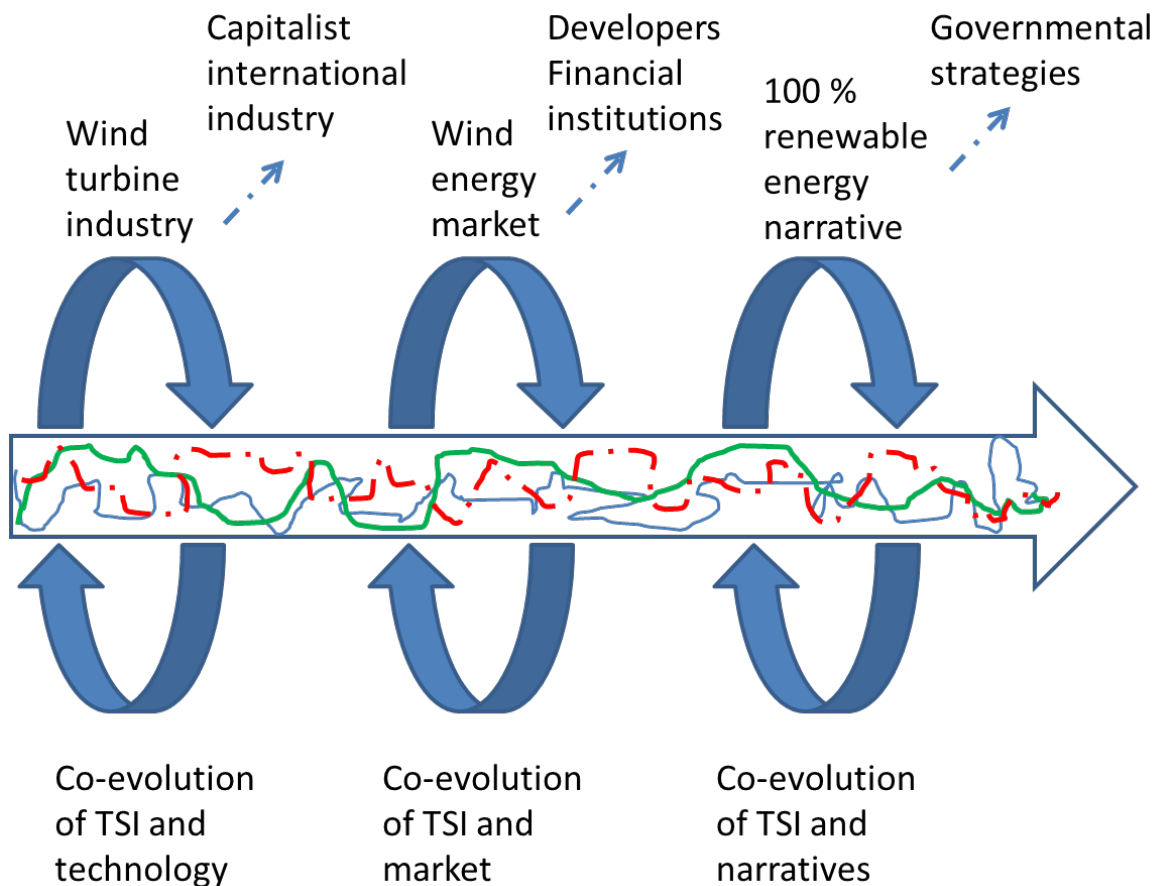 Capitalist
international
industry
Developers
Financial
institutions
Governmental
strategies
Wind
turbine
industry
Wind
energy
market
100 %
renewable
energy
narrative
Co-evolution
of TSI and
technology
Co-evolution
of TSI and
market
Co-evolution
of TSI and
narratives